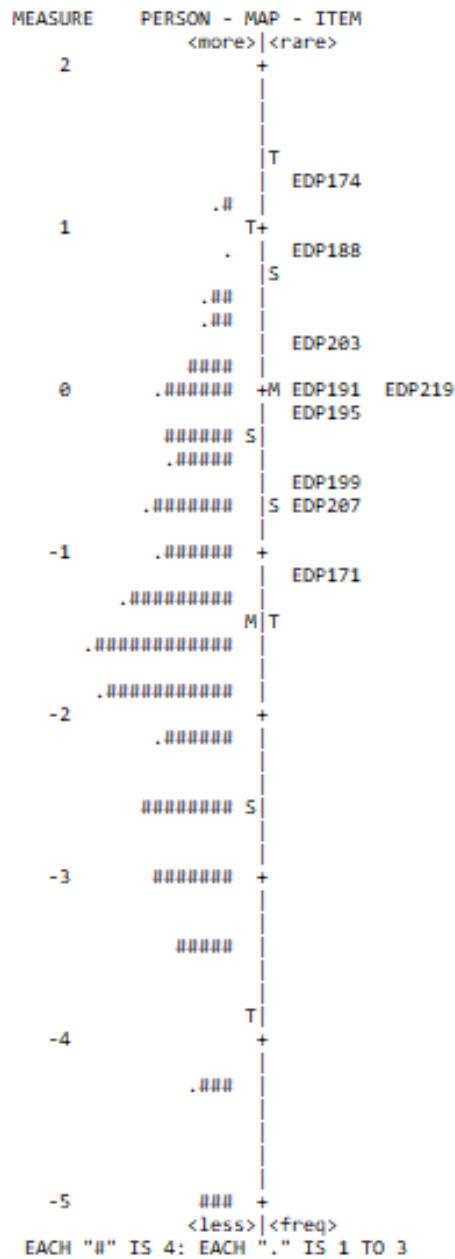 MEASURE PERSON - MAP - ITEM
<more>|<rare>
2 +
|
|
|
|T
| EDP174
.# |
1 T+
. | EDP188
|S
.## |
.## |
| EDP203
#### |
0 .###### +M EDP191 EDP219
| EDP195
###### S|
.##### |
| EDP199
.####### |S EDP207
|
-1 .###### +
| EDP171
.######### |
M|T
.############ |
|
.########### |
-2 +
.###### |
|
|
######## S|
|
|
-3 ####### +
|
|
##### |
|
|
T|
-4 +
|
.### |
|
|
|
|
-5 ### +
<less>|<freq>
EACH "#" IS 4: EACH "." IS 1 TO 3